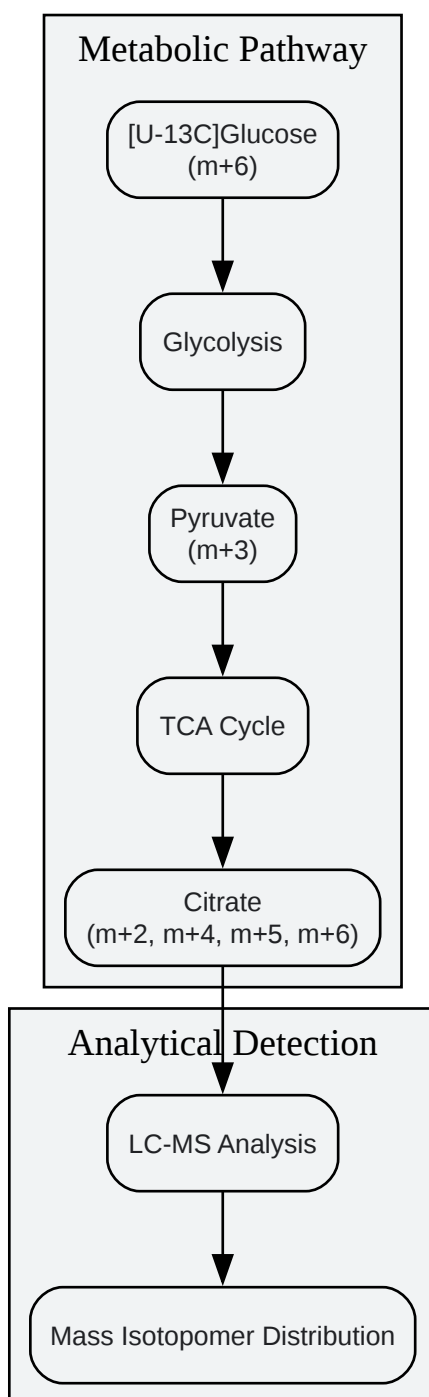 Metabolic Pathway
[U-13C]Glucose
(m+6)
Glycolysis
Pyruvate
(m+3)
TCA Cycle
Citrate
(m+2, m+4, m+5, m+6)
Analytical Detection
LC-MS Analysis
Mass Isotopomer Distribution